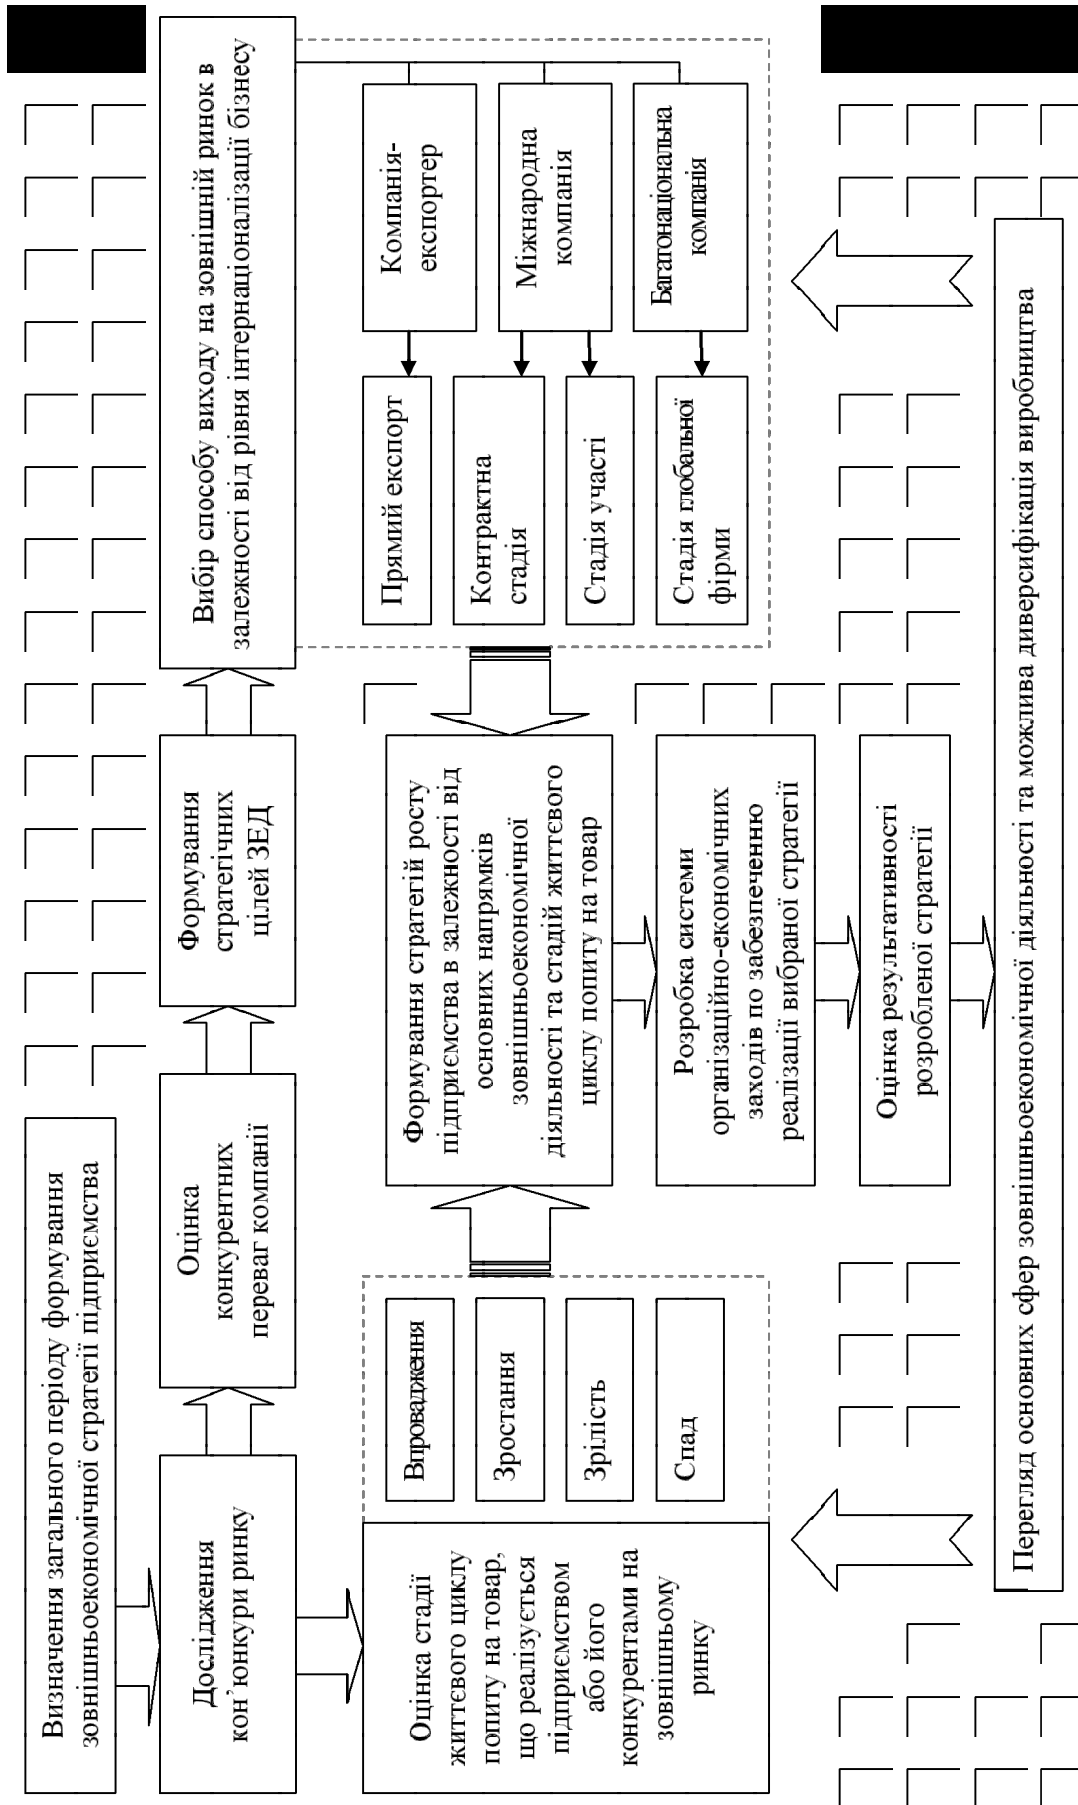 Визначення загального періоду формування
зовнішньоекономічної стратегії підприємства
Дослідження
кон’юнкури ринку
Оцінка
конкурентних
переваг компанії
Формування
стратегічних
цілей ЗЕД
Вибір способу виходу на зовнішній ринок в
залежності від рівня інтернаціоналізації бізнесу
Компанія-
експортер
Міжнародна
компанія
Багатонаціональна
компанія
Прямий експорт
Контрактна
стадія
Стадія участі
Стадія глобальної
фірми
Оцінка стадії
життєвого циклу
попиту на товар,
що реалізується
підприємством
або його
конкурентами на
зовнішньому
ринку
Впровадження
Зростання
Зрілість
Спад
Формування стратегій росту
підприємства в залежності від
основних напрямків
зовнішньоекономічної
діяльності та стадій життєвого
циклу попиту на товар
Розробка системи
організаційно-економічних
заходів по забезпеченню
реалізації вибраної стратегії
Оцінка результативності
розробленої стратегії
Перегляд основних сфер зовнішньоекономічної діяльності та можлива диверсифікація виробництва